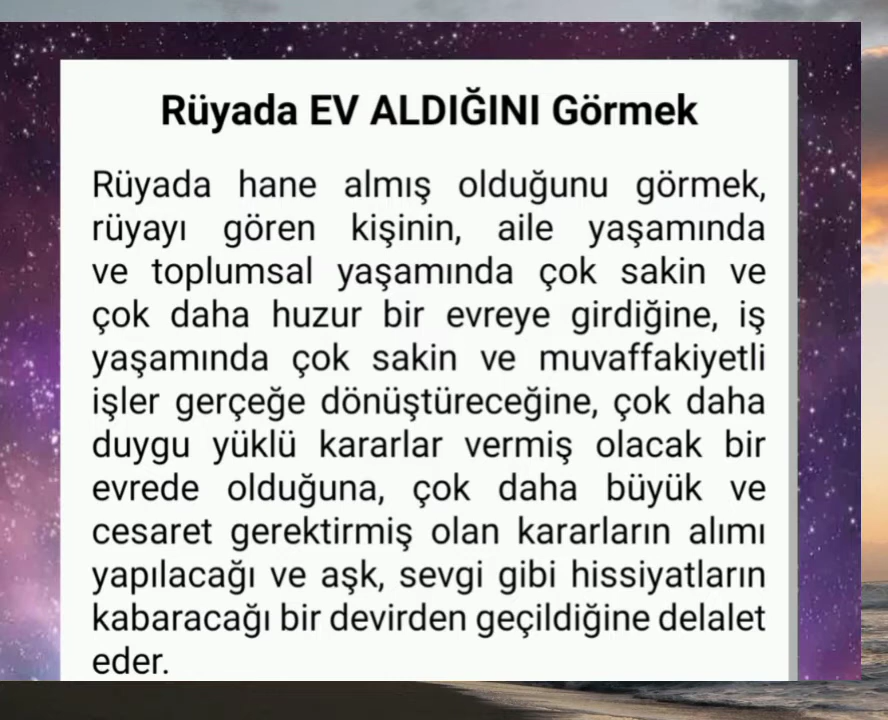 Rüyada EV ALDIĞINI Görmek
Rüyada hane almış olduğunu görmek,
rüyayı gören kişinin, aile yaşamında
ve toplumsal yaşamında çok sakin ve
çok daha huzur bir evreye girdiğine, iş
yaşamında çok sakin ve muvaffakiyetli
işler gerçeğe dönüştüreceğine, çok daha
duygu yüklü kararlar vermiş olacak bir
evrede olduğuna, çok daha büyük ve
cesaret gerektirmiş olan kararların alımı
yapılacağı ve aşk, sevgi gibi hissiyatların
kabaracağı bir devirden geçildiğine delalet
eder.